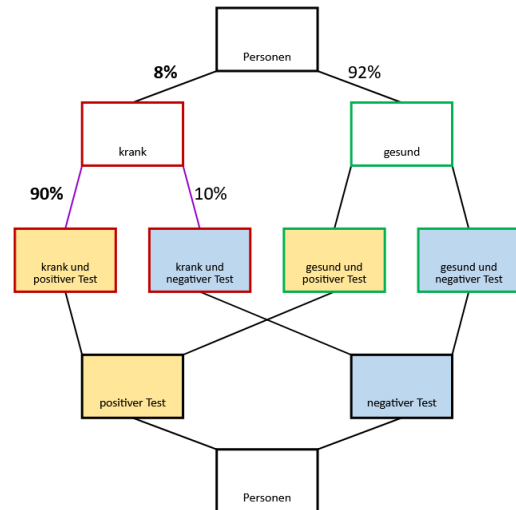 Personen
8%
92%
krank
gesund
90%
10%
krank und
positiver Test
krank und
negativer Test
gesund und
positiver Test
gesund und
negativer Test
positiver Test
negativer Test
Personen